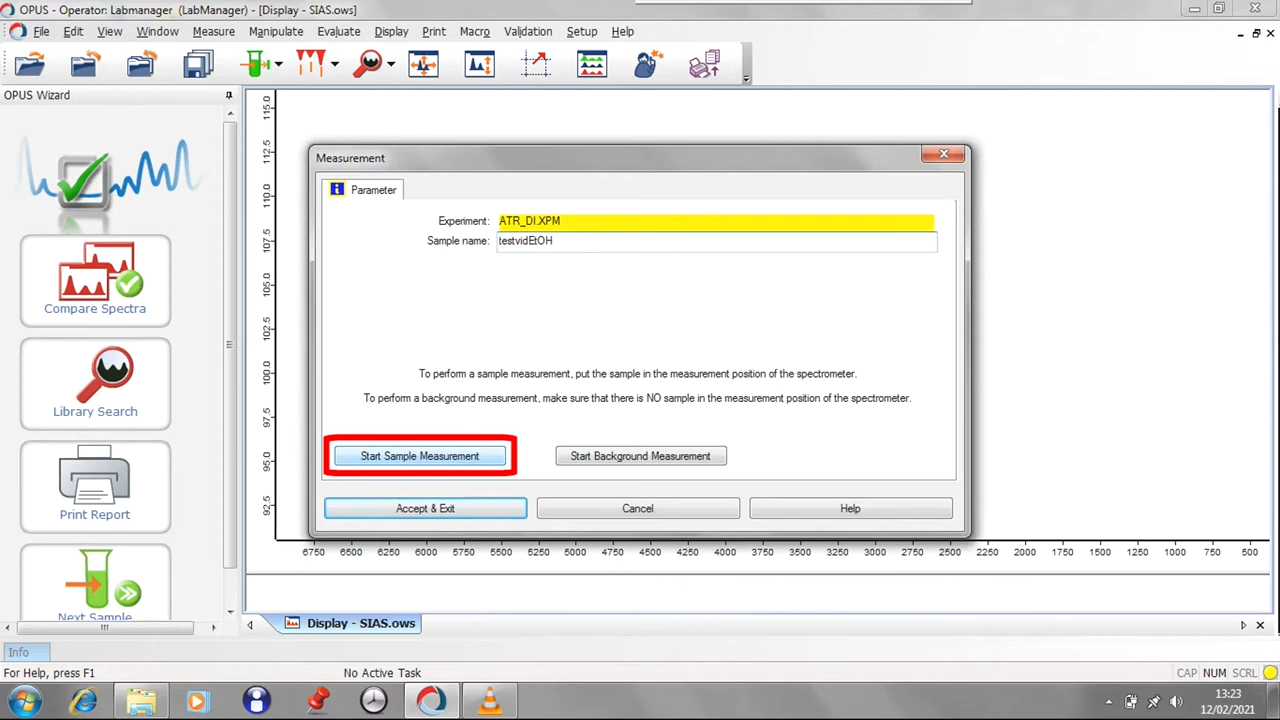 OPUS - Operator: Labmanager (LabManager) - [Display - SIAS.ows]
File Edit View Window Measure Manipulate Evaluate Display Print Macro Validation Setup Help
OPUS Wizard
Compare Spectra
Library Search
Print Report
Next Sample
115.0
112.5
110.0
107.5
105.0
102.5
100.0
97.5
95.0
92.5
Measurement
Parameter
Experiment: ATR_DI.XPM
Sample name: testvidEtOH
To perform a sample measurement, put the sample in the measurement position of the spectrometer.
To perform a background measurement, make sure that there is NO sample in the measurement position of the spectrometer.
Start Sample Measurement Start Background Measurement
Accept & Exit Cancel Help
6750 6500 6250 6000 5750 5500 5250 5000 4750 4500 4250 4000 3750 3500 3250 3000 2750 2500 2250 2000 1750 1500 1250 1000 750 500
Display - SIAS.ows
Info
For Help, press F1 No Active Task CAP NUM SCRL
13:23
12/02/2021